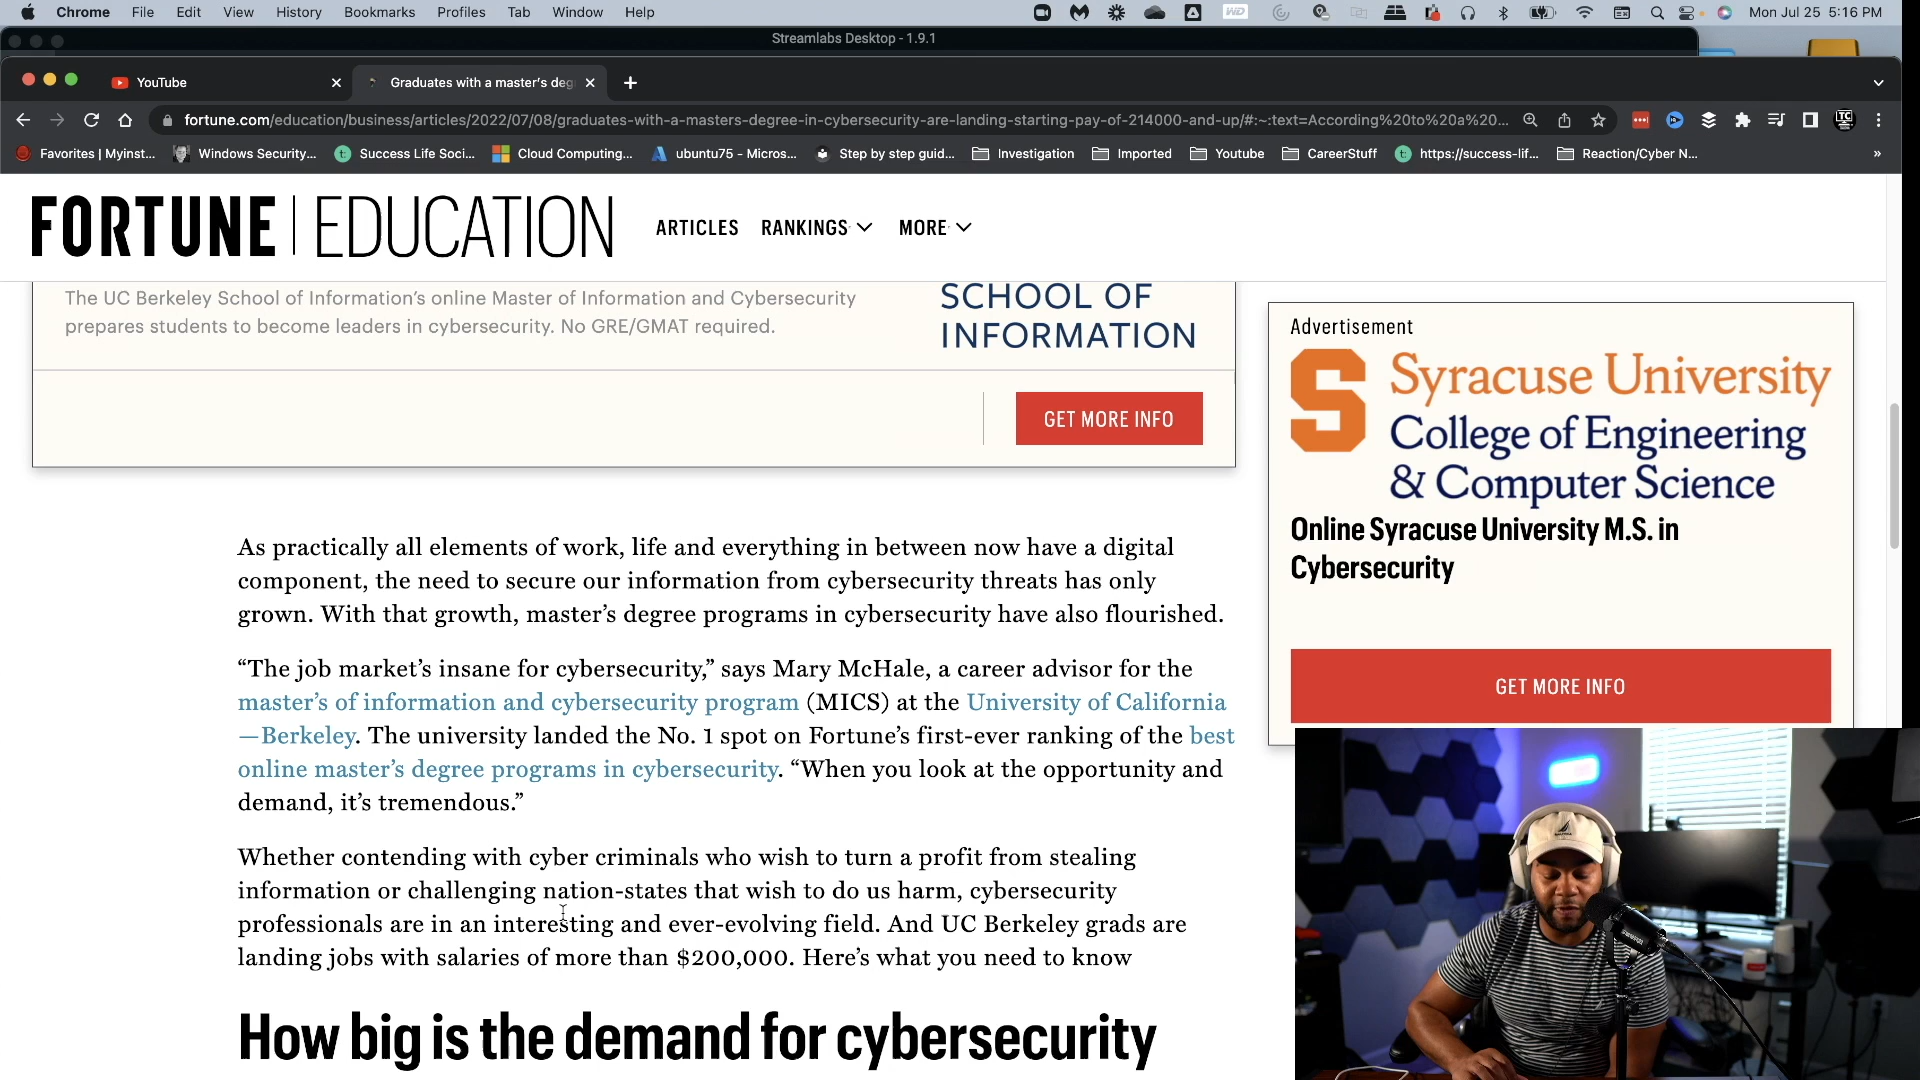 Chrome File Edit View History Bookmarks Profiles Tab Window Help
WD
Mon Jul 25 5:16 PM
Streamlabs Desktop - 1.9.1
YouTube
Graduates with a master's deg
fortune.com/education/business/articles/2022/07/08/graduates-with-a-masters-degree-in-cybersecurity-are-landing-starting-pay-of-214000-and-up/#:~:text=According%20to%20a%20...
TC
Favorites | Myinst... Windows Security... Success Life Soci... Cloud Computing... ubuntu75 - Micros... Step by step guid... Investigation Imported Youtube CareerStuff https://success-lif... Reaction/Cyber N... »
FORTUNE | EDUCATION ARTICLES RANKINGS MORE
The UC Berkeley School of Information's online Master of Information and Cybersecurity
prepares students to become leaders in cybersecurity. No GRE/GMAT required.
SCHOOL OF
INFORMATION
GET MORE INFO
Advertisement
S Syracuse University
College of Engineering
& Computer Science
Online Syracuse University M.S. in
Cybersecurity
GET MORE INFO
As practically all elements of work, life and everything in between now have a digital
component, the need to secure our information from cybersecurity threats has only
grown. With that growth, master's degree programs in cybersecurity have also flourished.
“The job market's insane for cybersecurity,” says Mary McHale, a career advisor for the
master's of information and cybersecurity program (MICS) at the University of California
—Berkeley. The university landed the No. 1 spot on Fortune's first-ever ranking of the best
online master's degree programs in cybersecurity. “When you look at the opportunity and
demand, it's tremendous.”
Whether contending with cyber criminals who wish to turn a profit from stealing
information or challenging nation-states that wish to do us harm, cybersecurity
professionals are in an interesting and ever-evolving field. And UC Berkeley grads are
landing jobs with salaries of more than $200,000. Here's what you need to know
How big is the demand for cybersecurity